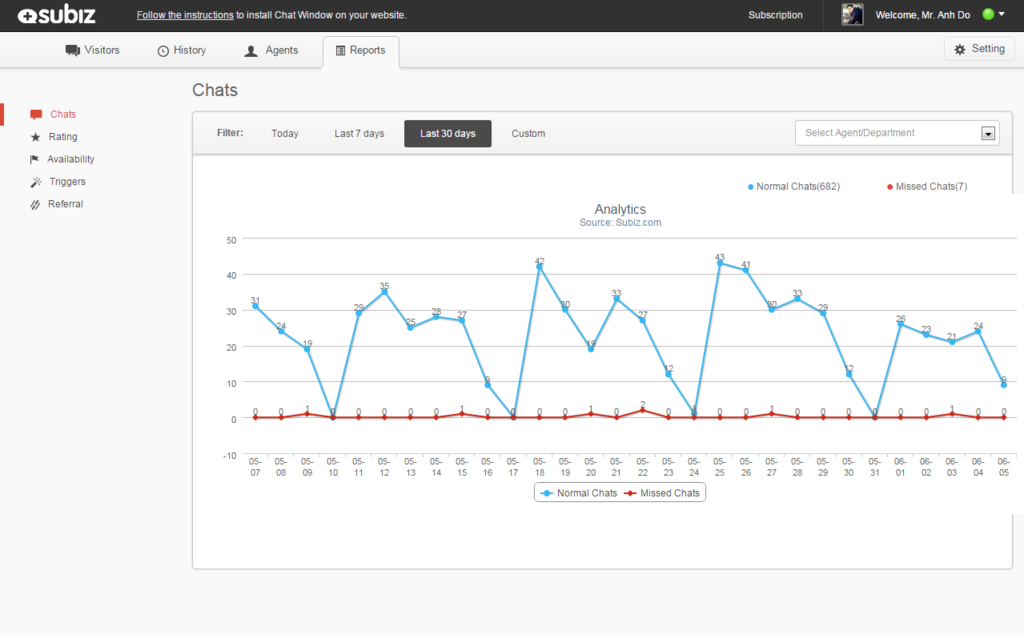 subiz
Follow the instructions to install Chat Window on your website.
Subscription
Welcome, Mr. Anh Do
Visitors
History
Agents
Reports
Setting
Chats
Chats
Rating
Availability
Triggers
Referral
Filter:
Today
Last 7 days
Last 30 days
Custom
Select Agent/Department
Normal Chats(682)
Missed Chats(7)
Analytics
Source: Subiz.com
50
40
30
20
10
0
-10
31 24 19 0 29 35 25 28 27 9 0 42 30 19 33 27 12 43 41 30 33 29 12 0 26 23 21 24 9
0 0 1 0 0 0 0 0 1 0 0 0 0 1 0 2 0 0 0 1 0 0 0 0 0 0 1 0 0
05-07 05-08 05-09 05-10 05-11 05-12 05-13 05-14 05-15 05-16 05-17 05-18 05-19 05-20 05-21 05-22 05-23 05-24 05-25 05-26 05-27 05-28 05-29 05-30 05-31 06-01 06-02 06-03 06-04 06-05
Normal Chats
Missed Chats